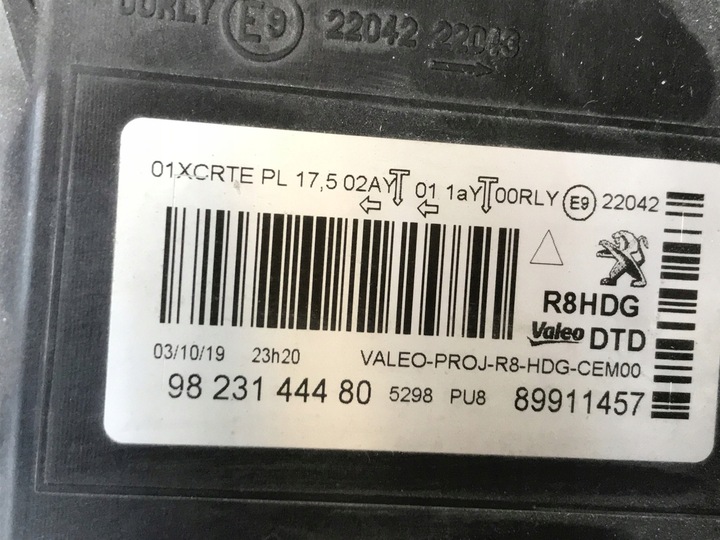 00RLY E9 22042 22043
01XCRTE PL 17,5 02AY 01 1aY 00RLY E9 22042
R8HDG
Valeo DTD
03/10/19 23h20 VALEO-PROJ-R8-HDG-CEM00
98 231 444 80 5298 PU8 89911457